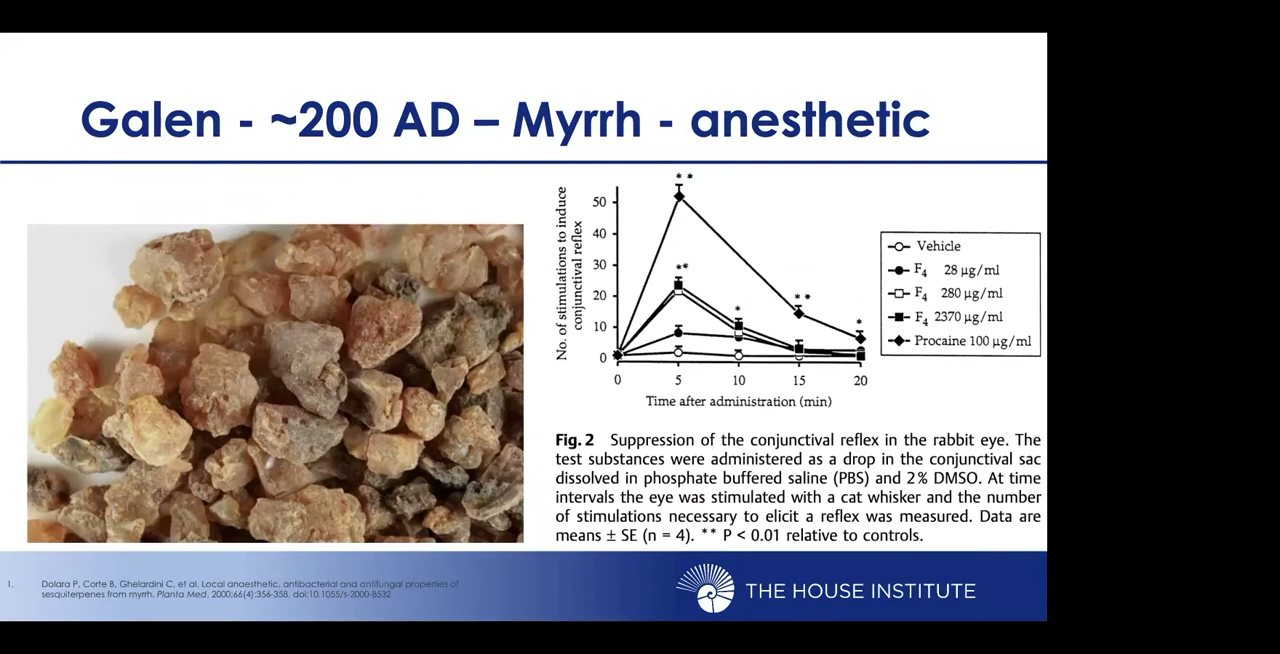 Galen - ~200 AD – Myrrh - anesthetic
No. of stimulations to induce
conjunctival reflex
50
40
30
20
10
0
* *
**
*
* *
*
0 5 10 15 20
Time after administration (min)
Vehicle
F4 28 µg/ml
F4 280 µg/ml
F4 2370 µg/ml
Procaine 100 µg/ml
Fig. 2 Suppression of the conjunctival reflex in the rabbit eye. The
test substances were administered as a drop in the conjunctival sac
dissolved in phosphate buffered saline (PBS) and 2 % DMSO. At time
intervals the eye was stimulated with a cat whisker and the number
of stimulations necessary to elicit a reflex was measured. Data are
means ± SE (n = 4). ** P < 0.01 relative to controls.
1. Dolara P, Corte B, Ghelardini C, et al. Local anaesthetic, antibacterial and antifungal properties of
sesquiterpenes from myrrh. Planta Med. 2000;66(4):356-358. doi:10.1055/s-2000-8532
THE HOUSE INSTITUTE